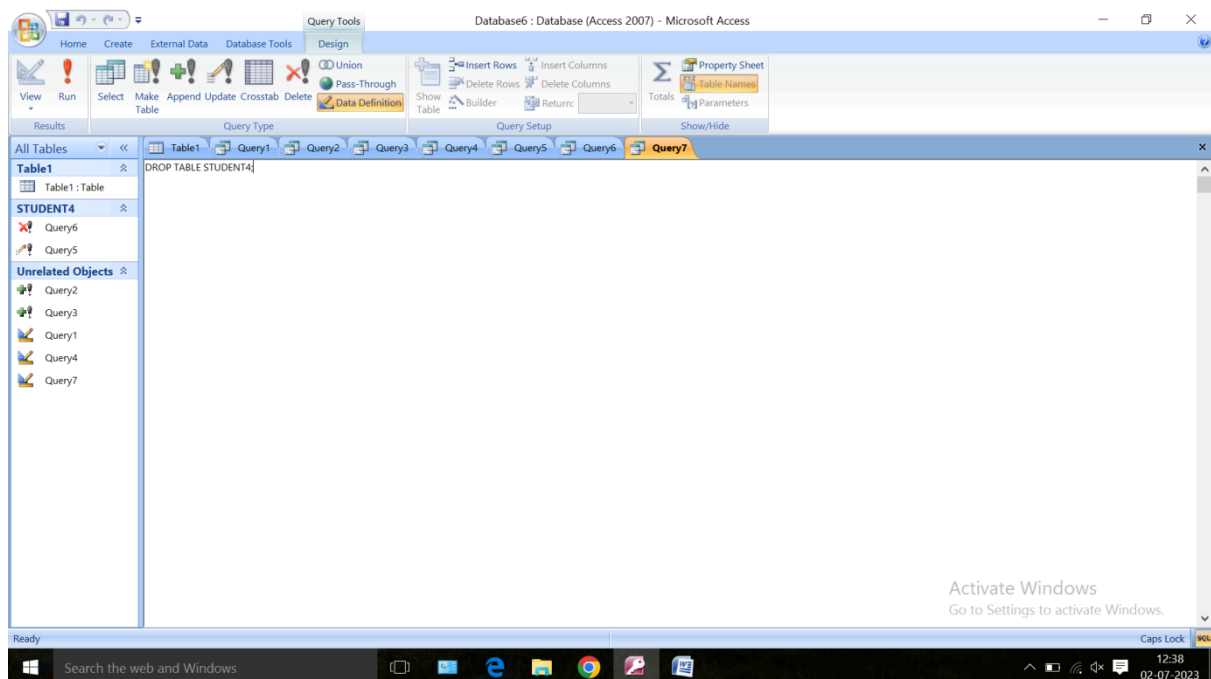 Query Tools
Database6 : Database (Access 2007) - Microsoft Access
Home Create External Data Database Tools Design
View
Run
Select
Make Table
Append
Update
Crosstab
Delete
Union
Pass-Through
Data Definition
Show Table
Insert Rows
Delete Rows
Builder
Insert Columns
Delete Columns
Return:
Totals
Property Sheet
Table Names
Parameters
Results
Query Type
Query Setup
Show/Hide
All Tables
Table1 Query1 Query2 Query3 Query4 Query5 Query6 Query7
Table1
Table1 : Table
STUDENT4
Query6
Query5
Unrelated Objects
Query2
Query3
Query1
Query4
Query7
DROP TABLE STUDENT4;
Activate Windows
Go to Settings to activate Windows.
Ready
Caps Lock
SQL
Search the web and Windows
12:38
02-07-2023